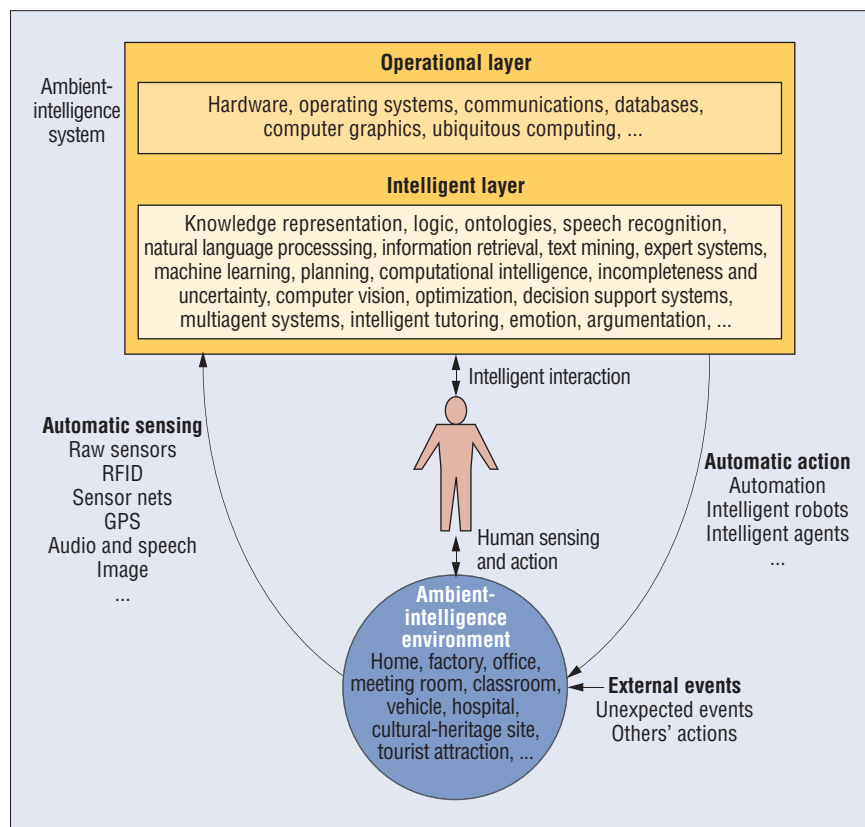 Ambient-
intelligence
system
Operational layer
Hardware, operating systems, communications, databases,
computer graphics, ubiquitous computing, ...
Intelligent layer
Knowledge representation, logic, ontologies, speech recognition,
natural language processsing, information retrieval, text mining, expert systems,
machine learning, planning, computational intelligence, incompleteness and
uncertainty, computer vision, optimization, decision support systems,
multiagent systems, intelligent tutoring, emotion, argumentation, ...
Intelligent interaction
Automatic sensing
Raw sensors
RFID
Sensor nets
GPS
Audio and speech
Image
...
Automatic action
Automation
Intelligent robots
Intelligent agents
...
Human sensing
and action
Ambient-
intelligence
environment
Home, factory, office,
meeting room, classroom,
vehicle, hospital,
cultural-heritage site,
tourist attraction, ...
External events
Unexpected events
Others' actions